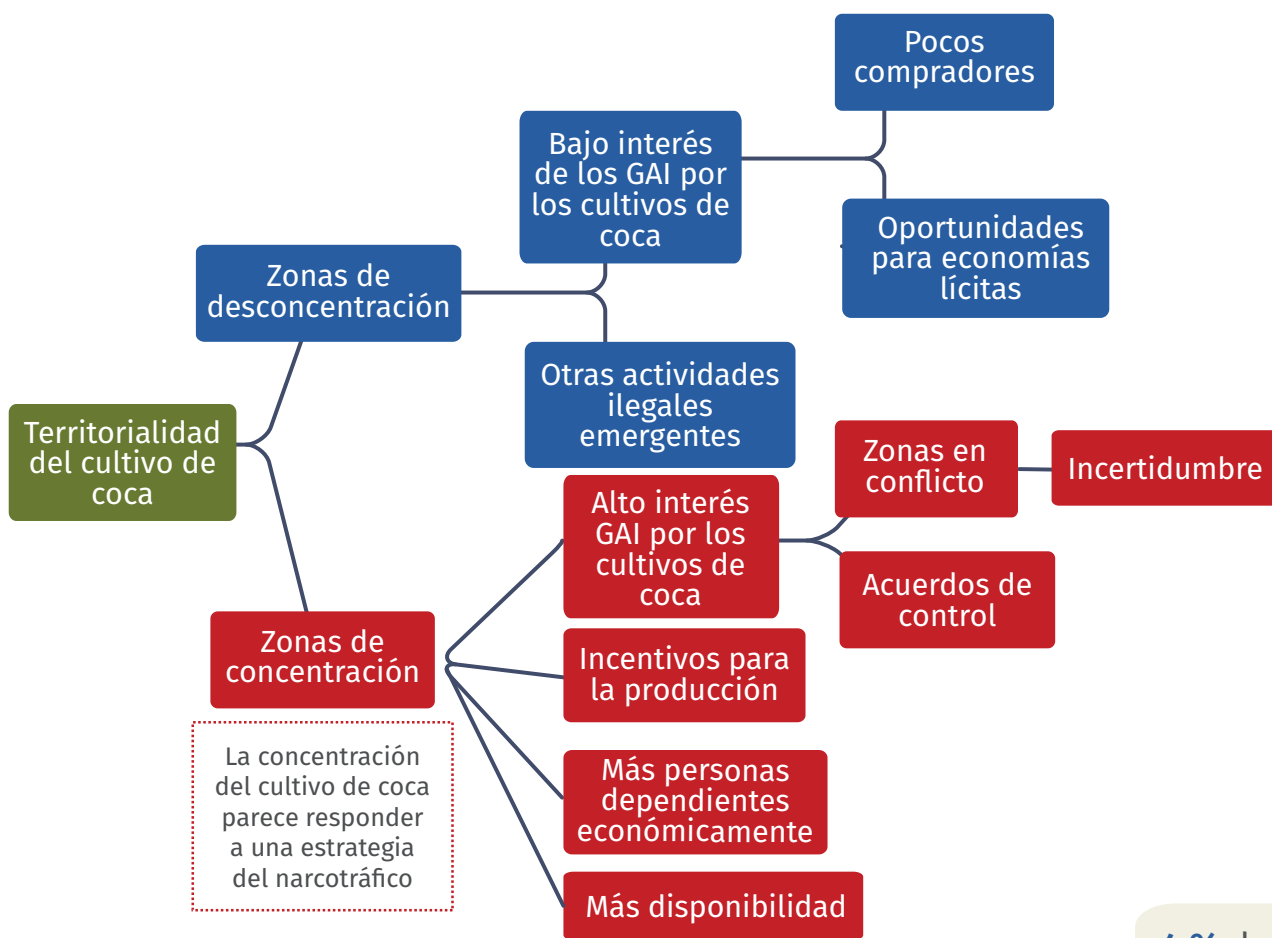 Pocos
compradores
Bajo interés
de los GAI por
los cultivos de
coca
Oportunidades
para economías
lícitas
Zonas de
desconcentración
Otras actividades
ilegales
emergentes
Territorialidad
del cultivo de
coca
Zonas en
conflicto
Incertidumbre
Alto interés
GAI por los
cultivos de
coca
Acuerdos de
control
Zonas de
concentración
Incentivos para
la producción
La concentración
del cultivo de coca
parece responder
a una estrategia
del narcotráfico
Más personas
dependientes
económicamente
Más disponibilidad